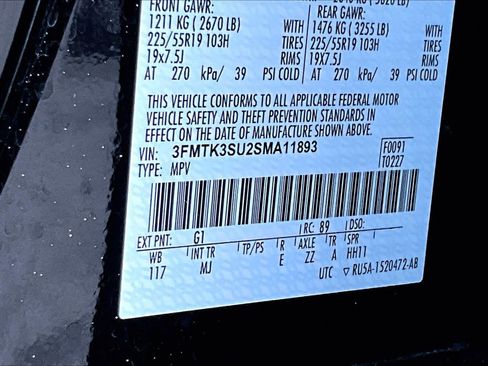 FRONT GAWR:
REAR GAWR:
1211 KG ( 2670 LB) WITH
1476 KG ( 3255 LB) WITH
225/55R19 103H TIRES
225/55R19 103H TIRES
19x7.5J RIMS
19X7.5J RIMS
AT 270 kPa/ 39 PSI COLD
AT 270 kPa/ 39 PSI COLD
THIS VEHICLE CONFORMS TO ALL APPLICABLE FEDERAL MOTOR
VEHICLE SAFETY AND THEFT PREVENTION STANDARDS IN
EFFECT ON THE DATE OF MANUFACTURE SHOWN ABOVE.
VIN: 3FMTK3SU2SMA11893
F0091
TYPE: MPV
T0227
EXT PNT: G1 RC: 89 DSO:
WB INT TR TP/PS R AXLE TR SPR
117 MJ E ZZ A HH11
UTC ▽ RU5A-1520472-AB